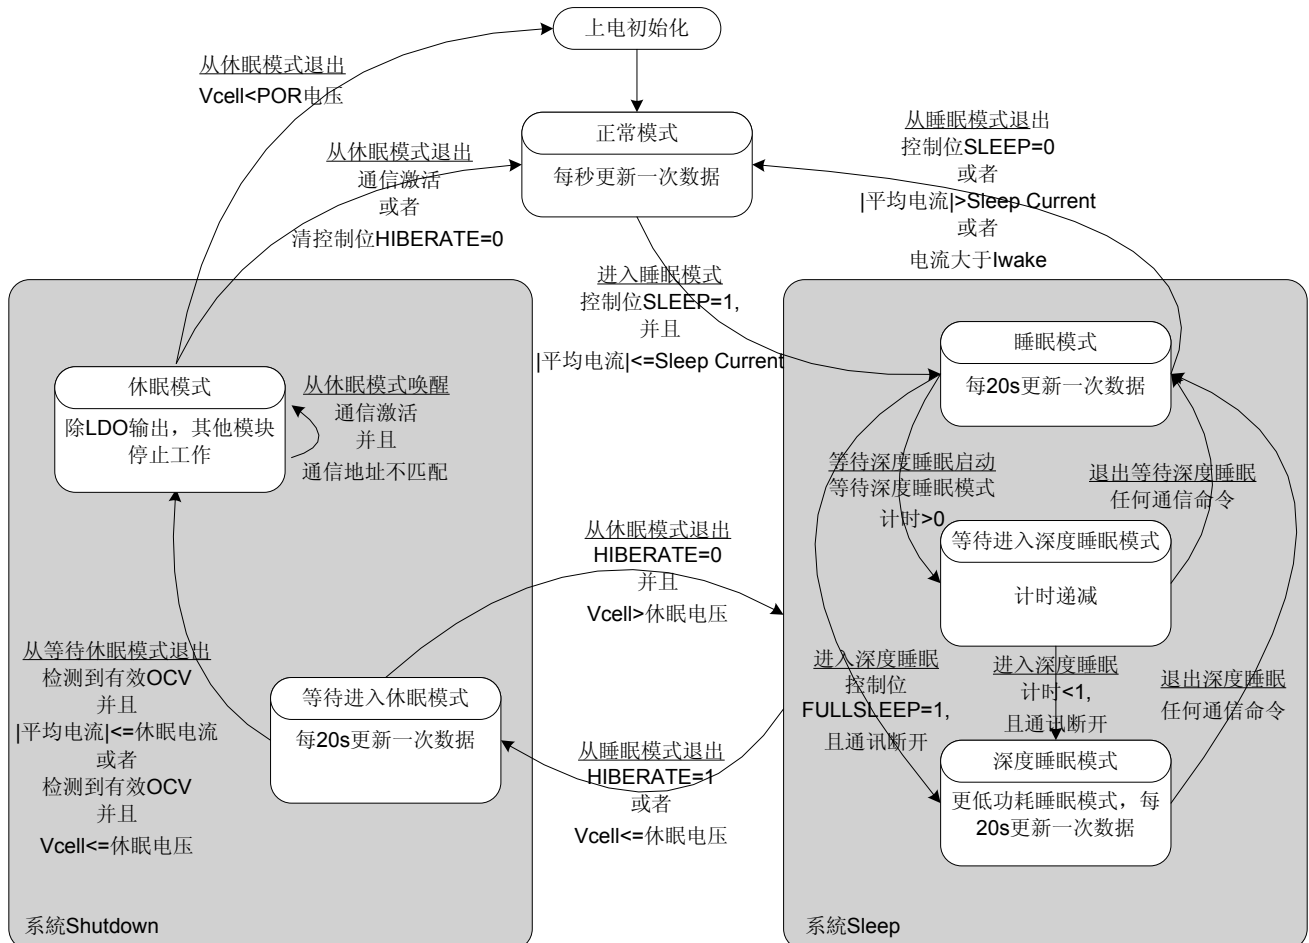 上电初始化
从休眠模式退出
Vcell<POR电压
正常模式
每秒更新一次数据
从休眠模式退出
通信激活
或者
清控制位HIBERATE=0
从睡眠模式退出
控制位SLEEP=0
或者
|平均电流|>Sleep Current
或者
电流大于Iwake
进入睡眠模式
控制位SLEEP=1,
并且
|平均电流|<=Sleep Current
休眠模式
除LDO输出，其他模块
停止工作
从休眠模式唤醒
通信激活
并且
通信地址不匹配
睡眠模式
每20s更新一次数据
等待深度睡眠启动
等待深度睡眠模式
计时>0
退出等待深度睡眠
任何通信命令
从休眠模式退出
HIBERATE=0
并且
Vcell>休眠电压
等待进入深度睡眠模式
计时递减
从等待休眠模式退出
检测到有效OCV
并且
|平均电流|<=休眠电流
或者
检测到有效OCV
并且
Vcell<=休眠电压
等待进入休眠模式
每20s更新一次数据
从睡眠模式退出
HIBERATE=1
或者
Vcell<=休眠电压
进入深度睡眠
控制位
FULLSLEEP=1,
且通讯断开
进入深度睡眠
计时<1,
且通讯断开
退出深度睡眠
任何通信命令
深度睡眠模式
更低功耗睡眠模式，每
20s更新一次数据
系統Shutdown
系統Sleep